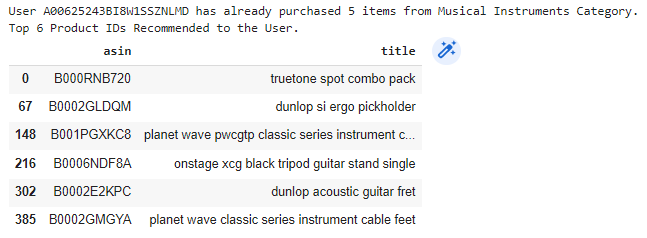 User A00625243BI8W1SSZNLMD has already purchased 5 items from Musical Instruments Category.
Top 6 Product IDs Recommended to the User.
asin title
0 B000RNB720 truetone spot combo pack
67 B0002GLDQM dunlop si ergo pickholder
148 B001PGXKC8 planet wave pwcgtp classic series instrument c...
216 B0006NDF8A onstage xcg black tripod guitar stand single
302 B0002E2KPC dunlop acoustic guitar fret
385 B0002GMGYA planet wave classic series instrument cable feet